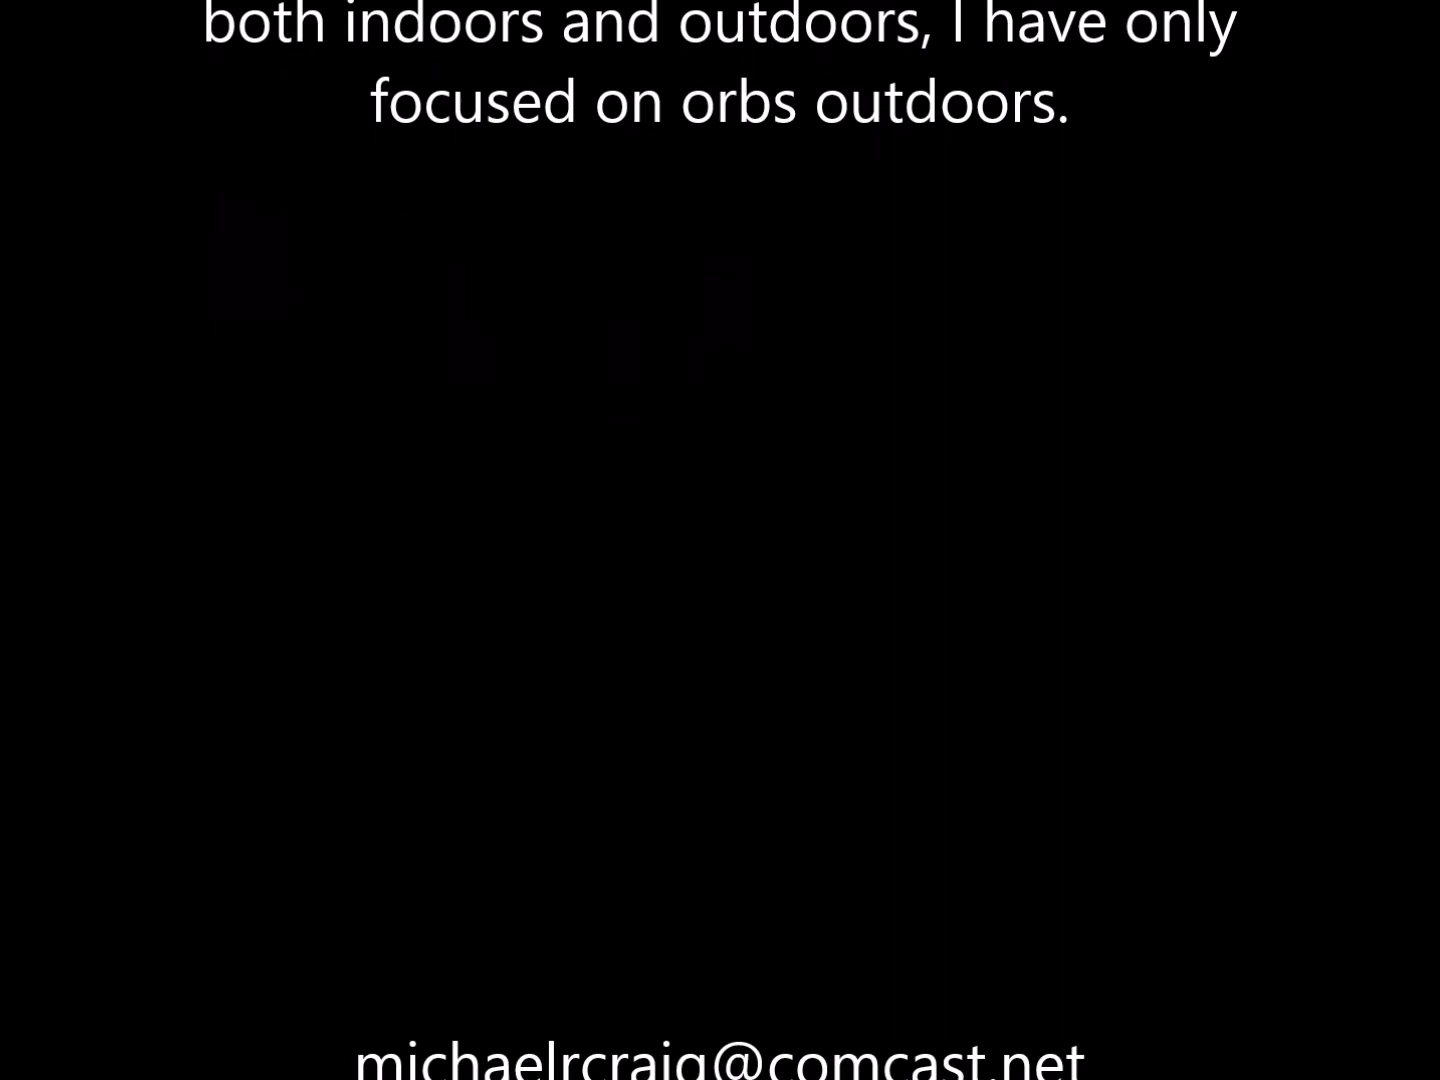 both indoors and outdoors, I have only
focused on orbs outdoors.
michaelrcraig@comcast.net